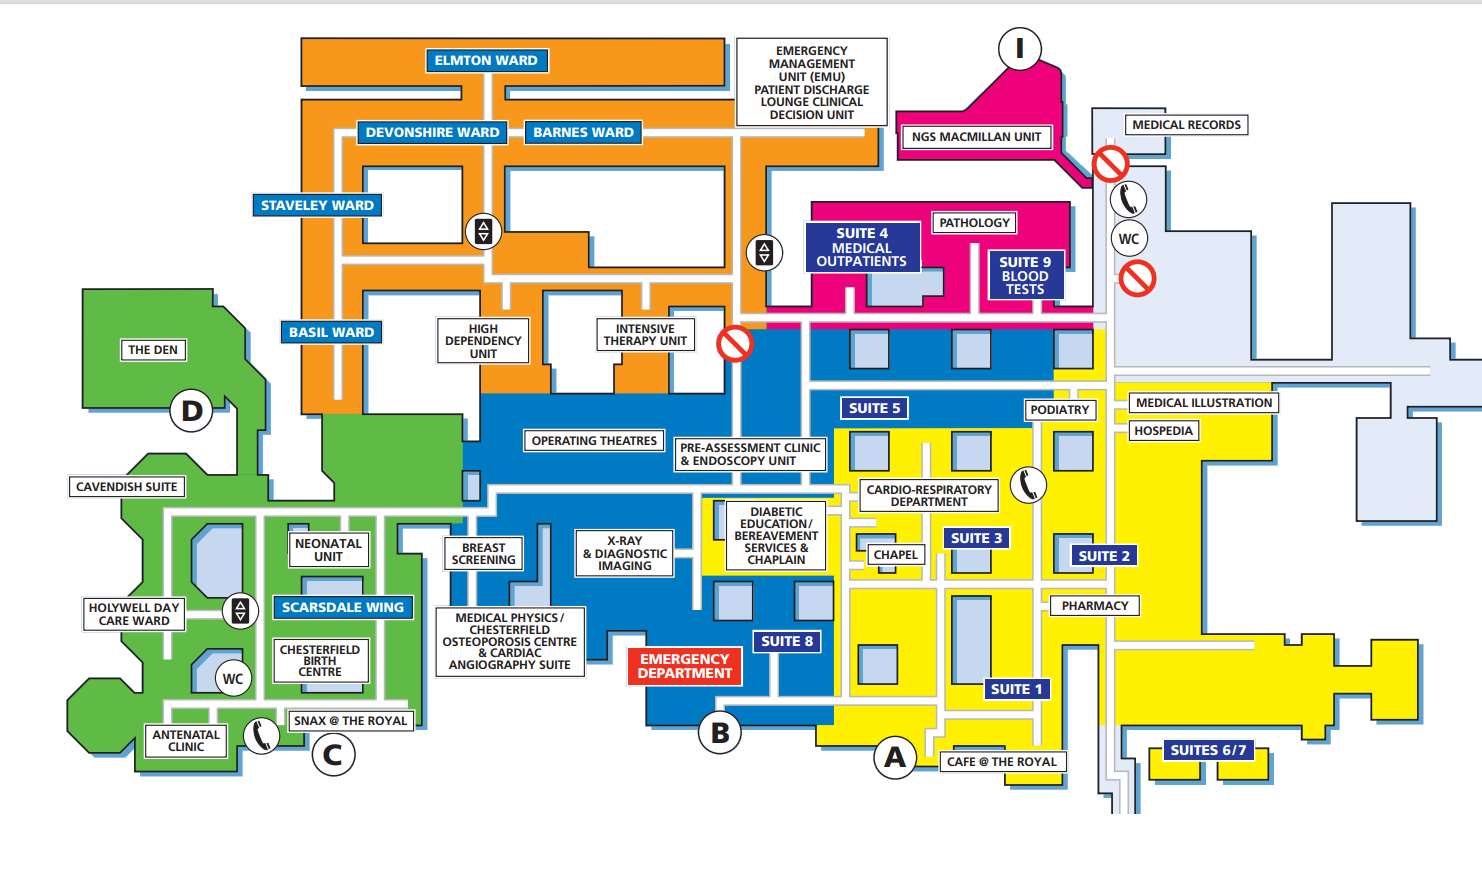 ELMTON WARD
EMERGENCY
MANAGEMENT
UNIT (EMU)
PATIENT DISCHARGE
LOUNGE CLINICAL
DECISION UNIT
I
DEVONSHIRE WARD
BARNES WARD
NGS MACMILLAN UNIT
MEDICAL RECORDS
STAVELEY WARD
SUITE 4
MEDICAL
OUTPATIENTS
PATHOLOGY
WC
SUITE 9
BLOOD
TESTS
BASIL WARD
HIGH
DEPENDENCY
UNIT
INTENSIVE
THERAPY UNIT
THE DEN
D
SUITE 5
PODIATRY
MEDICAL ILLUSTRATION
HOSPEDIA
OPERATING THEATRES
PRE-ASSESSMENT CLINIC
& ENDOSCOPY UNIT
CAVENDISH SUITE
CARDIO-RESPIRATORY
DEPARTMENT
NEONATAL
UNIT
BREAST
SCREENING
X-RAY
& DIAGNOSTIC
IMAGING
DIABETIC
EDUCATION/
BEREAVEMENT
SERVICES &
CHAPLAIN
CHAPEL
SUITE 3
SUITE 2
HOLYWELL DAY
CARE WARD
SCARSDALE WING
PHARMACY
MEDICAL PHYSICS/
CHESTERFIELD
OSTEOPOROSIS CENTRE
& CARDIAC
ANGIOGRAPHY SUITE
SUITE 8
CHESTERFIELD
BIRTH
CENTRE
WC
EMERGENCY
DEPARTMENT
SUITE 1
SNAX @ THE ROYAL
ANTENATAL
CLINIC
C
B
A
CAFE @ THE ROYAL
SUITES 6/7